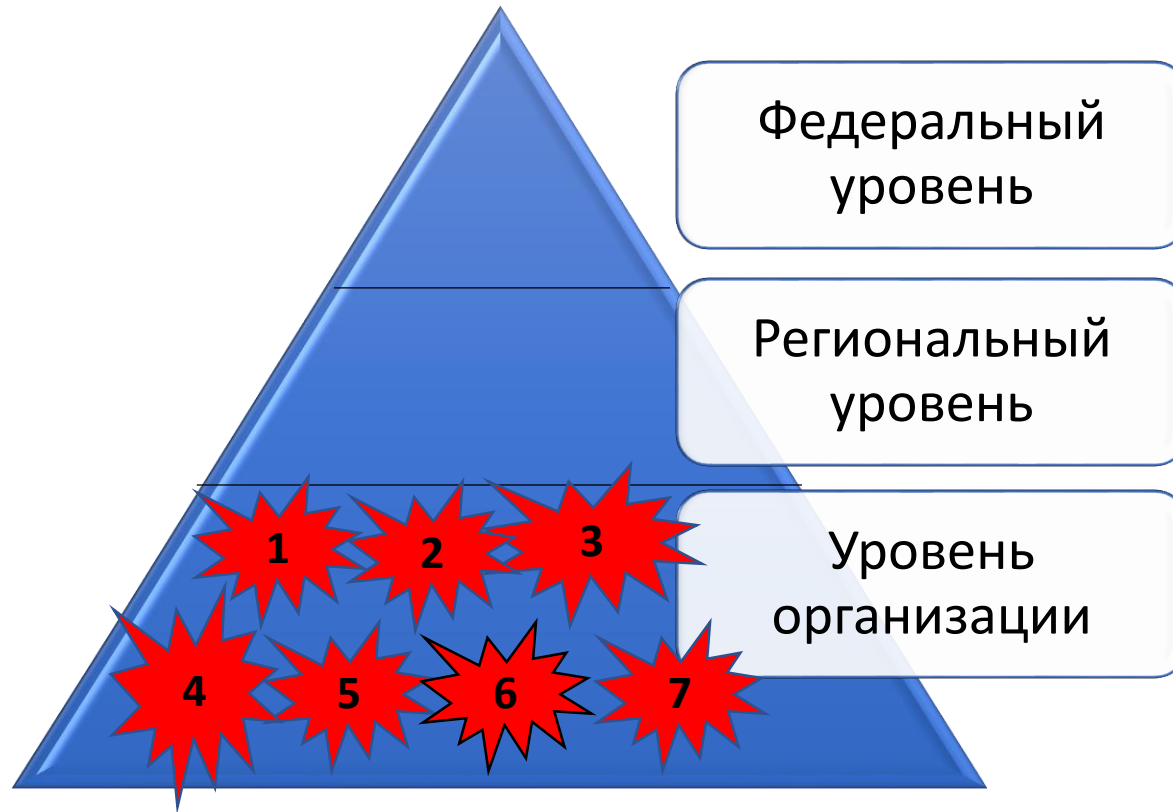 Федеральный
уровень
Региональный
уровень
Уровень
организации
1 2 3
4 5 6 7